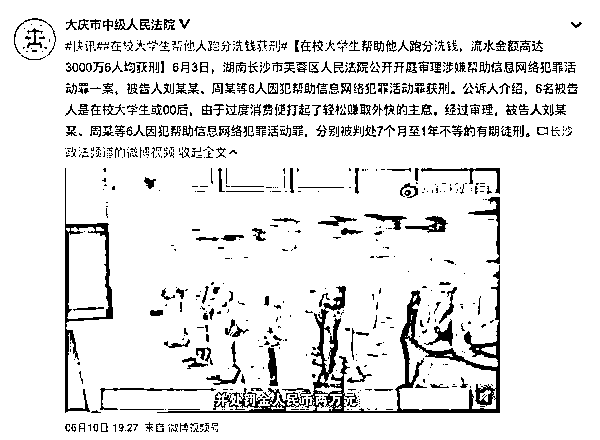 大庆市中级人民法院
#快讯##在校大学生帮他人跑分洗钱获刑#【在校大学生帮助他人跑分洗钱，流水金额高达
3000万6人均获刑】6月3日，湖南长沙市芙蓉区人民法院公开开庭审理涉嫌帮助信息网络犯罪活
动罪一案，被告人刘某某、周某等6人因犯帮助信息网络犯罪活动罪获刑。公诉人介绍，6名被告
人是在校大学生或00后，由于过度消费便打起了轻松赚取外快的主意。经过审理，被告人刘某
某、周某等6人因犯帮助信息网络犯罪活动罪，分别被判处7个月至1年不等的有期徒刑。长沙
政法频道的微博视频 收起全文
并处罚金人民币两万元
06月10日 19:27 来自 微博视频号